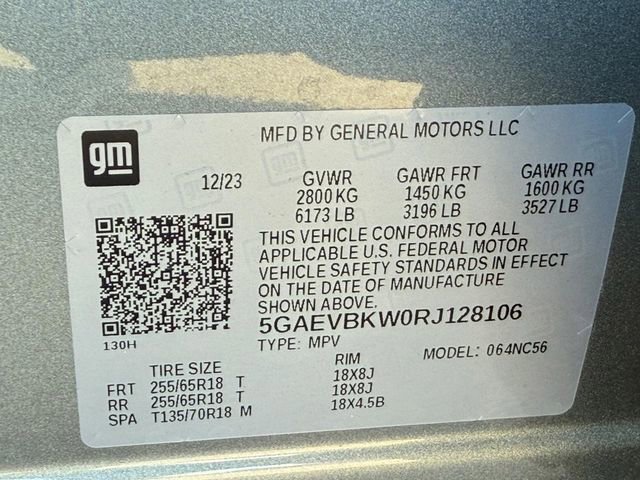 gm
MFD BY GENERAL MOTORS LLC
12/23 GVWR GAWR FRT GAWR RR
2800 KG 1450 KG 1600 KG
6173 LB 3196 LB 3527 LB
THIS VEHICLE CONFORMS TO ALL
APPLICABLE U.S. FEDERAL MOTOR
VEHICLE SAFETY STANDARDS IN EFFECT
ON THE DATE OF MANUFACTURE
SHOWN ABOVE.
5GAEVBKW0RJ128106
130H
TYPE: MPV MODEL: 064NC56
TIRE SIZE RIM
FRT 255/65R18 T 18X8J
RR 255/65R18 T 18X8J
SPA T135/70R18 M 18X4.5B